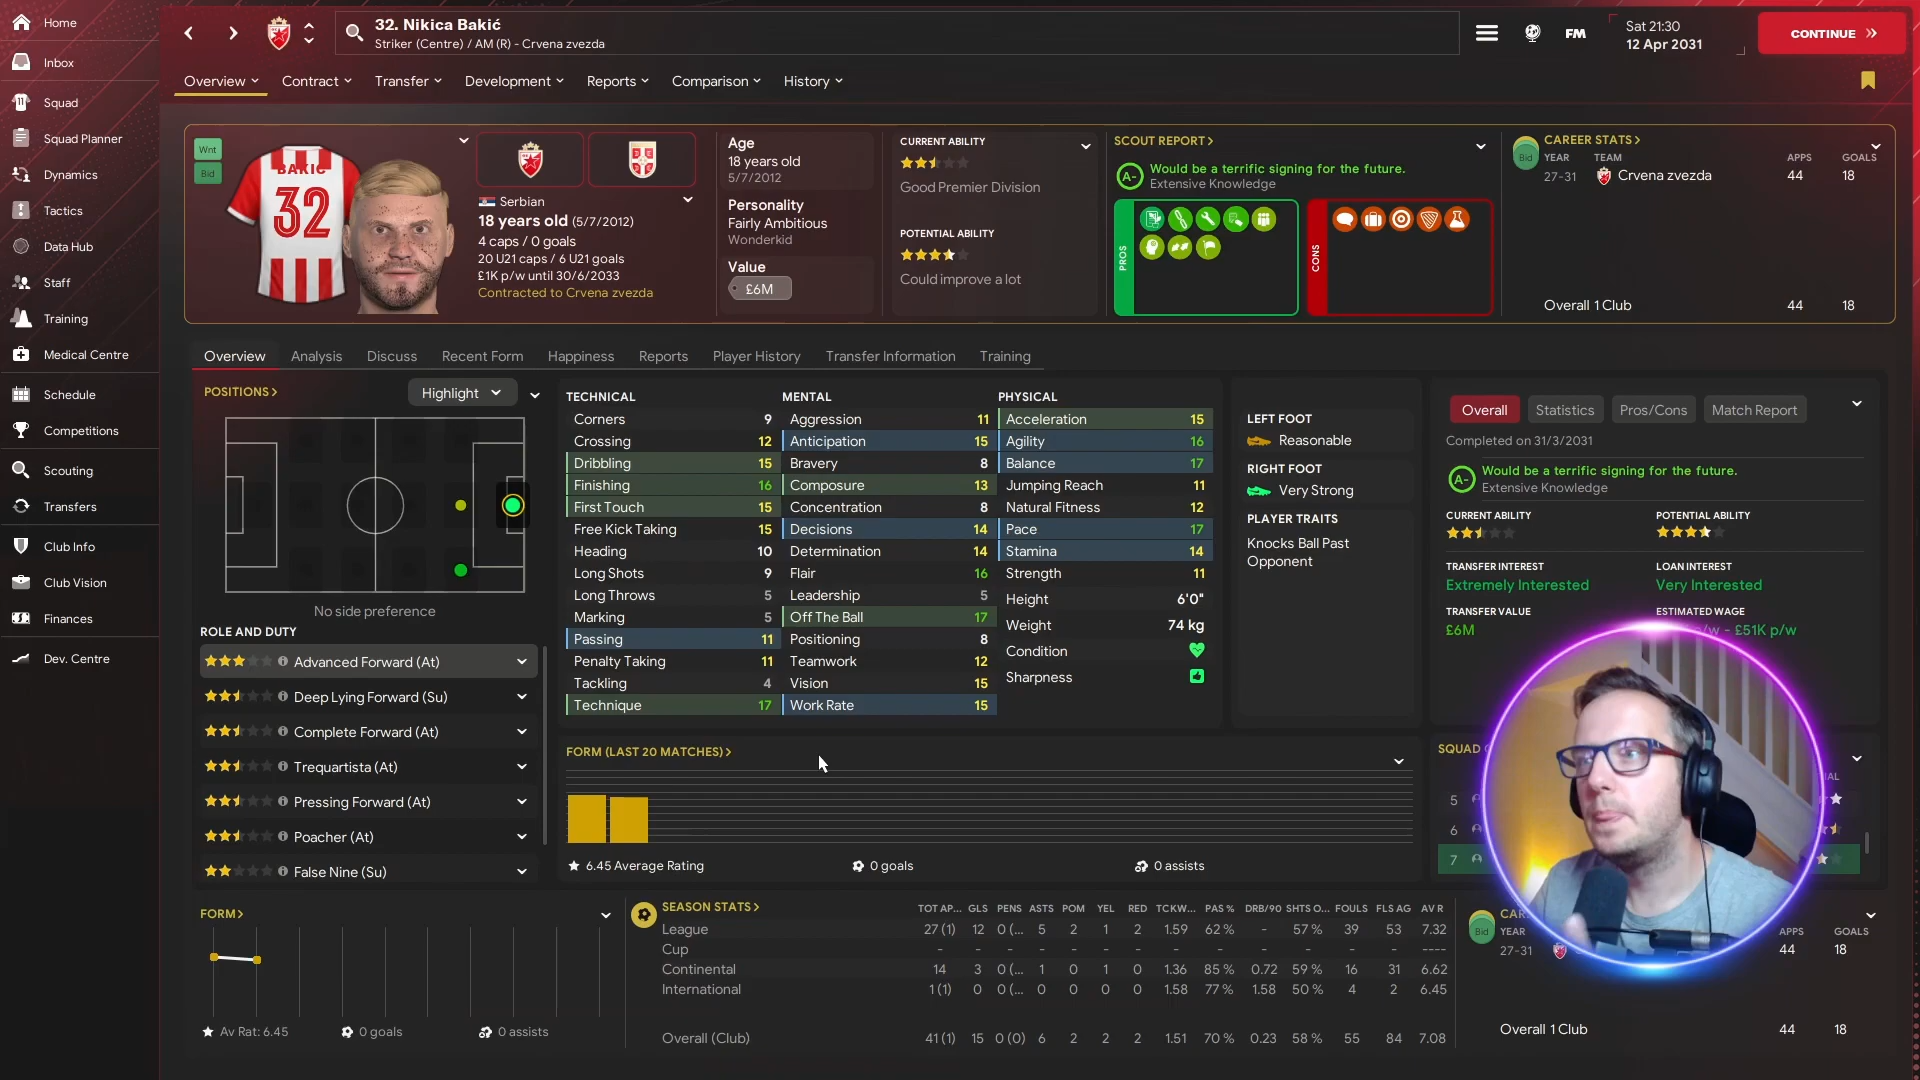 Home
Inbox
Squad
Squad Planner
Dynamics
Tactics
Data Hub
Staff
Training
Medical Centre
Schedule
Competitions
Scouting
Transfers
Club Info
Club Vision
Finances
Dev. Centre
32. Nikica Bakić
Striker (Centre) / AM (R) - Crvena zvezda
FM
Sat 21:30
12 Apr 2031
CONTINUE
Overview Contract Transfer Development Reports Comparison History
Wnt
Bid
BAKIĆ
32
Serbian
18 years old (5/7/2012)
4 caps / 0 goals
20 U21 caps / 6 U21 goals
£1K p/w until 30/6/2033
Contracted to Crvena zvezda
Age
18 years old
5/7/2012
Personality
Fairly Ambitious
Wonderkid
Value
£6M
CURRENT ABILITY
Good Premier Division
POTENTIAL ABILITY
Could improve a lot
SCOUT REPORT >
A-
Would be a terrific signing for the future.
Extensive Knowledge
PROS
CONS
Bid
CAREER STATS >
YEAR TEAM APPS GOALS
27-31 Crvena zvezda 44 18
Overall 1 Club 44 18
Overview Analysis Discuss Recent Form Happiness Reports Player History Transfer Information Training
POSITIONS >
Highlight
No side preference
ROLE AND DUTY
Advanced Forward (At)
Deep Lying Forward (Su)
Complete Forward (At)
Trequartista (At)
Pressing Forward (At)
Poacher (At)
False Nine (Su)
TECHNICAL
Corners 9
Crossing 12
Dribbling 15
Finishing 16
First Touch 15
Free Kick Taking 15
Heading 10
Long Shots 9
Long Throws 5
Marking 5
Passing 11
Penalty Taking 11
Tackling 4
Technique 17
MENTAL
Aggression 11
Anticipation 15
Bravery 8
Composure 13
Concentration 8
Decisions 14
Determination 14
Flair 16
Leadership 5
Off The Ball 17
Positioning 8
Teamwork 12
Vision 15
Work Rate 15
PHYSICAL
Acceleration 15
Agility 16
Balance 17
Jumping Reach 11
Natural Fitness 12
Pace 17
Stamina 14
Strength 11
Height 6'0"
Weight 74 kg
Condition
Sharpness
LEFT FOOT
Reasonable
RIGHT FOOT
Very Strong
PLAYER TRAITS
Knocks Ball Past
Opponent
Overall Statistics Pros/Cons Match Report
Completed on 31/3/2031
A-
Would be a terrific signing for the future.
Extensive Knowledge
CURRENT ABILITY POTENTIAL ABILITY
TRANSFER INTEREST LOAN INTEREST
Extremely Interested Very Interested
TRANSFER VALUE ESTIMATED WAGE
£6M p/w - £51K p/w
SQUAD
5
6
7
FORM (LAST 20 MATCHES) >
6.45 Average Rating 0 goals 0 assists
FORM >
Av Rat: 6.45 0 goals 0 assists
SEASON STATS > TOT AP... GLS PENS ASTS POM YEL RED TCKW... PAS % DRB/90 SHTS O... FOULS FLS AG AV R
League 27 (1) 12 0 (... 5 2 1 2 1.59 62 % - 57 % 39 53 7.32
Cup - - - - - - - - - - - - - ----
Continental 14 3 0 (... 1 0 1 0 1.36 85 % 0.72 59 % 16 31 6.62
International 1 (1) 0 0 (... 0 0 0 0 1.58 77 % 1.58 50 % 4 2 6.45
Overall (Club) 41 (1) 15 0 (0) 6 2 2 2 1.51 70 % 0.23 58 % 55 84 7.08
Bid
YEAR APPS GOALS
27-31 44 18
Overall 1 Club 44 18